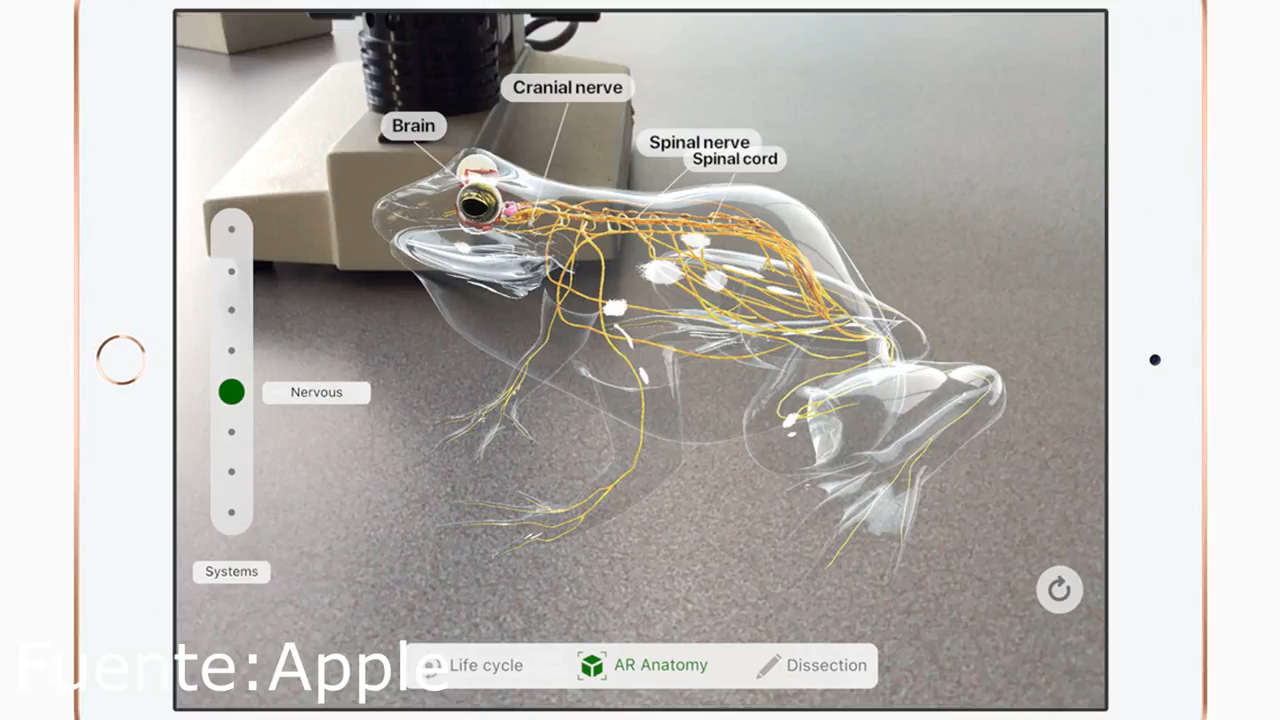 Cranial nerve
Brain
Spinal nerve
Spinal cord
Nervous
Systems
Fuente:Apple
Life cycle
AR Anatomy
Dissection